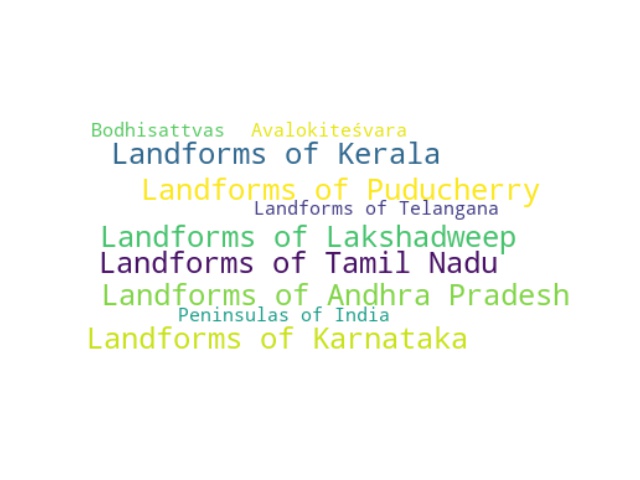 Bodhisattvas Avalokiteśvara
Landforms of Kerala
Landforms of Puducherry
Landforms of Telangana
Landforms of Lakshadweep
Landforms of Tamil Nadu
Landforms of Andhra Pradesh
Peninsulas of India
Landforms of Karnataka